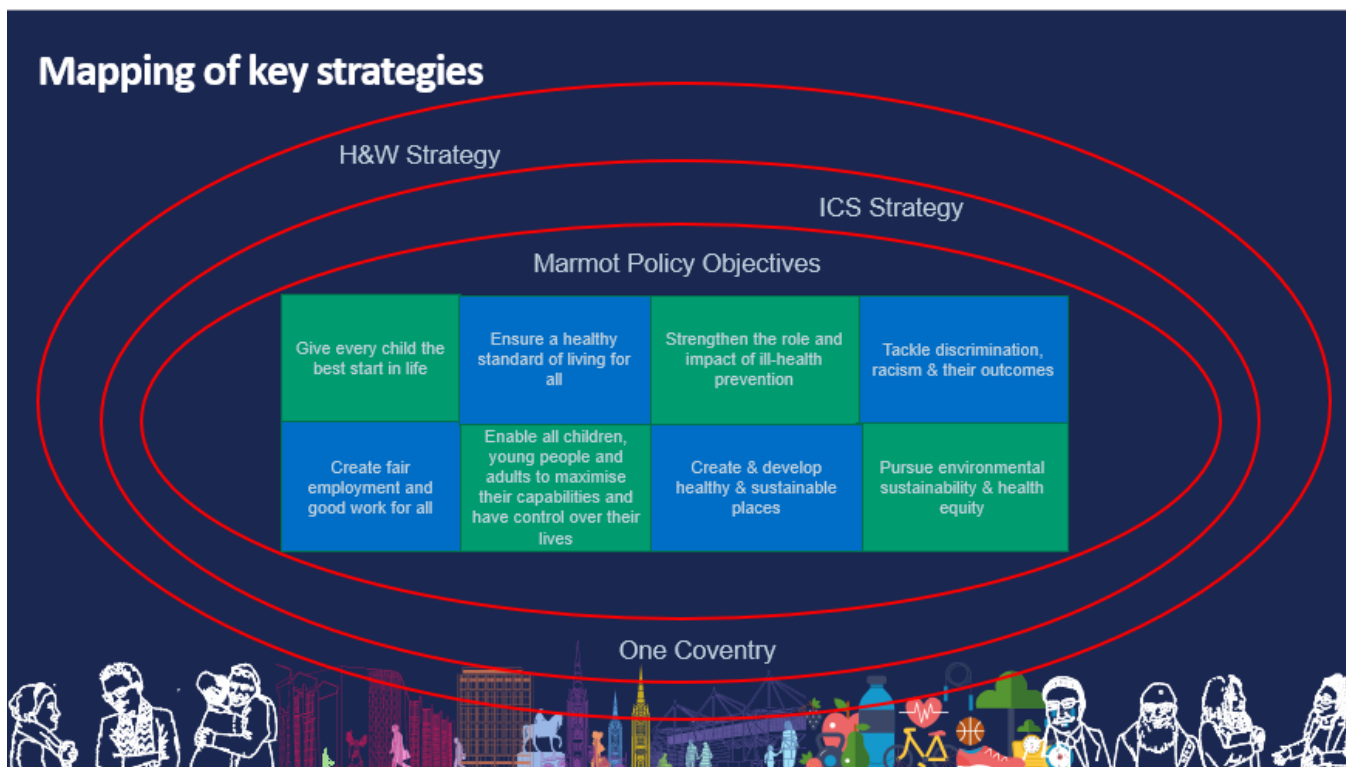 Mapping of key strategies
H&W Strategy
ICS Strategy
Marmot Policy Objectives
Give every child the
best start in life
Ensure a healthy
standard of living for
all
Strengthen the role and
impact of ill-health
prevention
Tackle discrimination,
racism & their outcomes
Create fair
employment and
good work for all
Enable all children,
young people and
adults to maximise
their capabilities and
have control over their
lives
Create & develop
healthy & sustainable
places
Pursue environmental
sustainability & health
equity
One Coventry